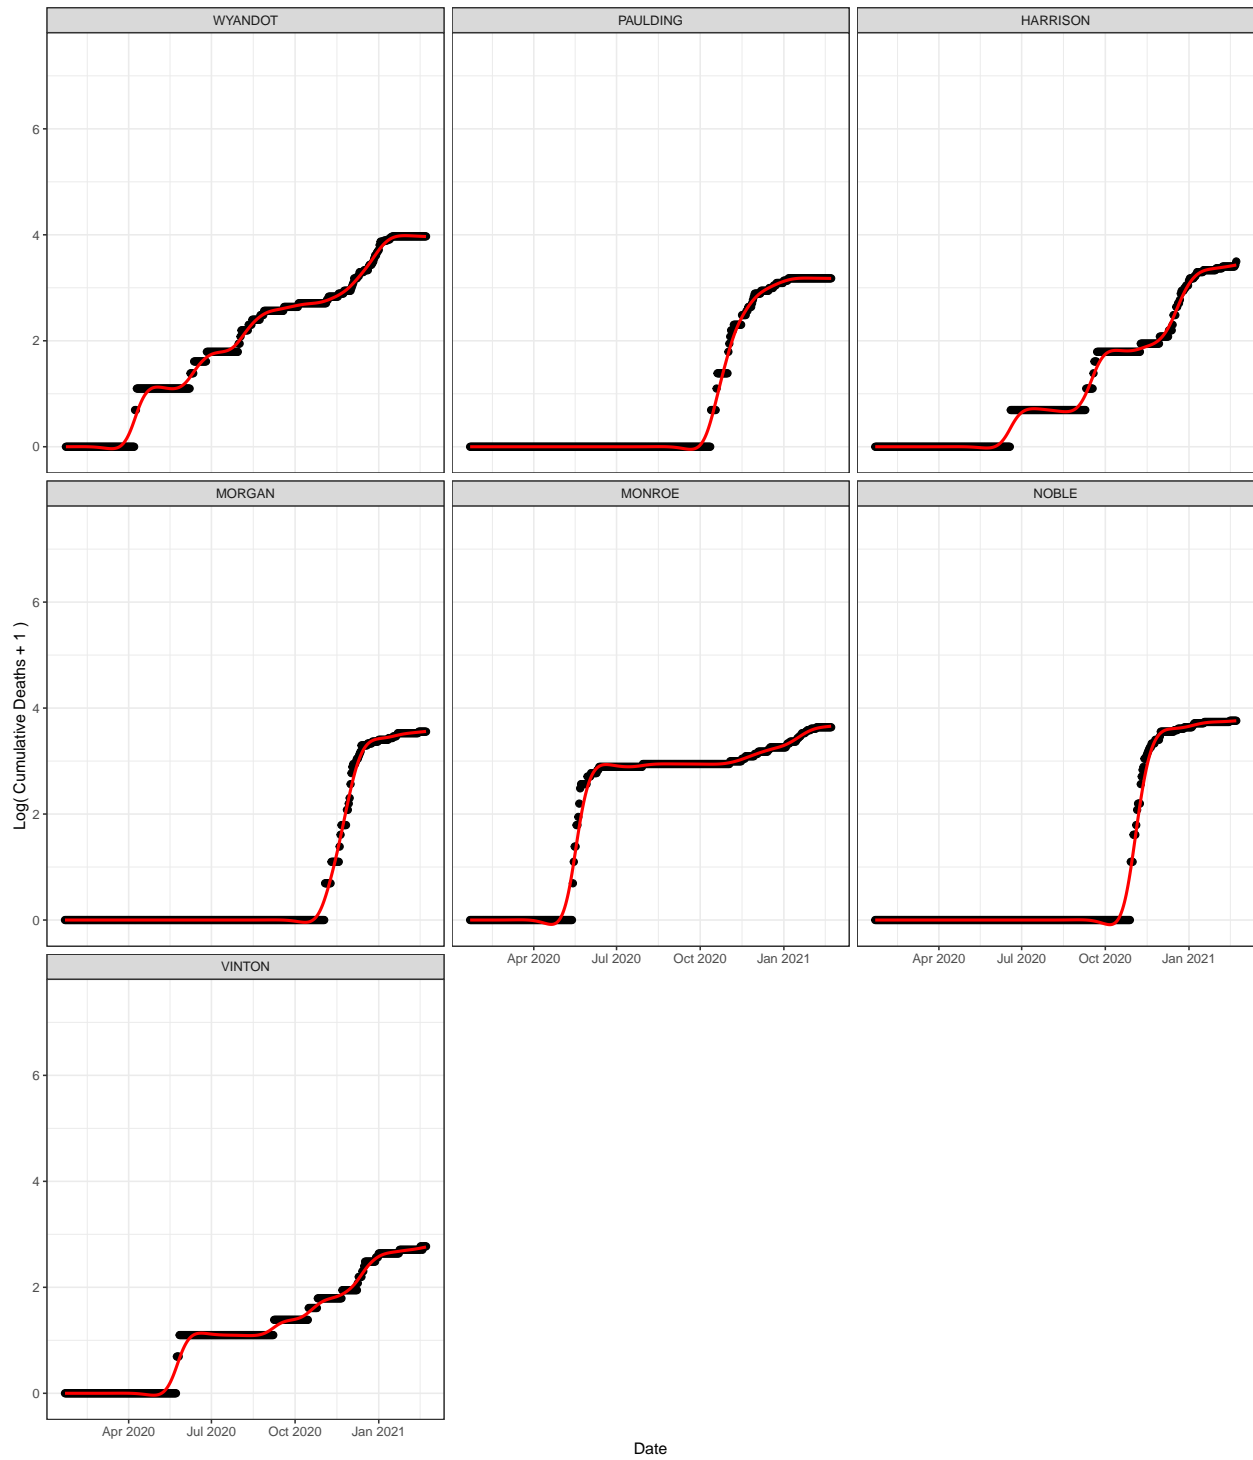 WYANDOT
PAULDING
HARRISON
6
4
2
0
MORGAN
MONROE
NOBLE
6
4
2
0
Log( Cumulative Deaths + 1 )
Apr 2020 Jul 2020 Oct 2020 Jan 2021
Apr 2020 Jul 2020 Oct 2020 Jan 2021
VINTON
6
4
2
0
Apr 2020 Jul 2020 Oct 2020 Jan 2021
Date